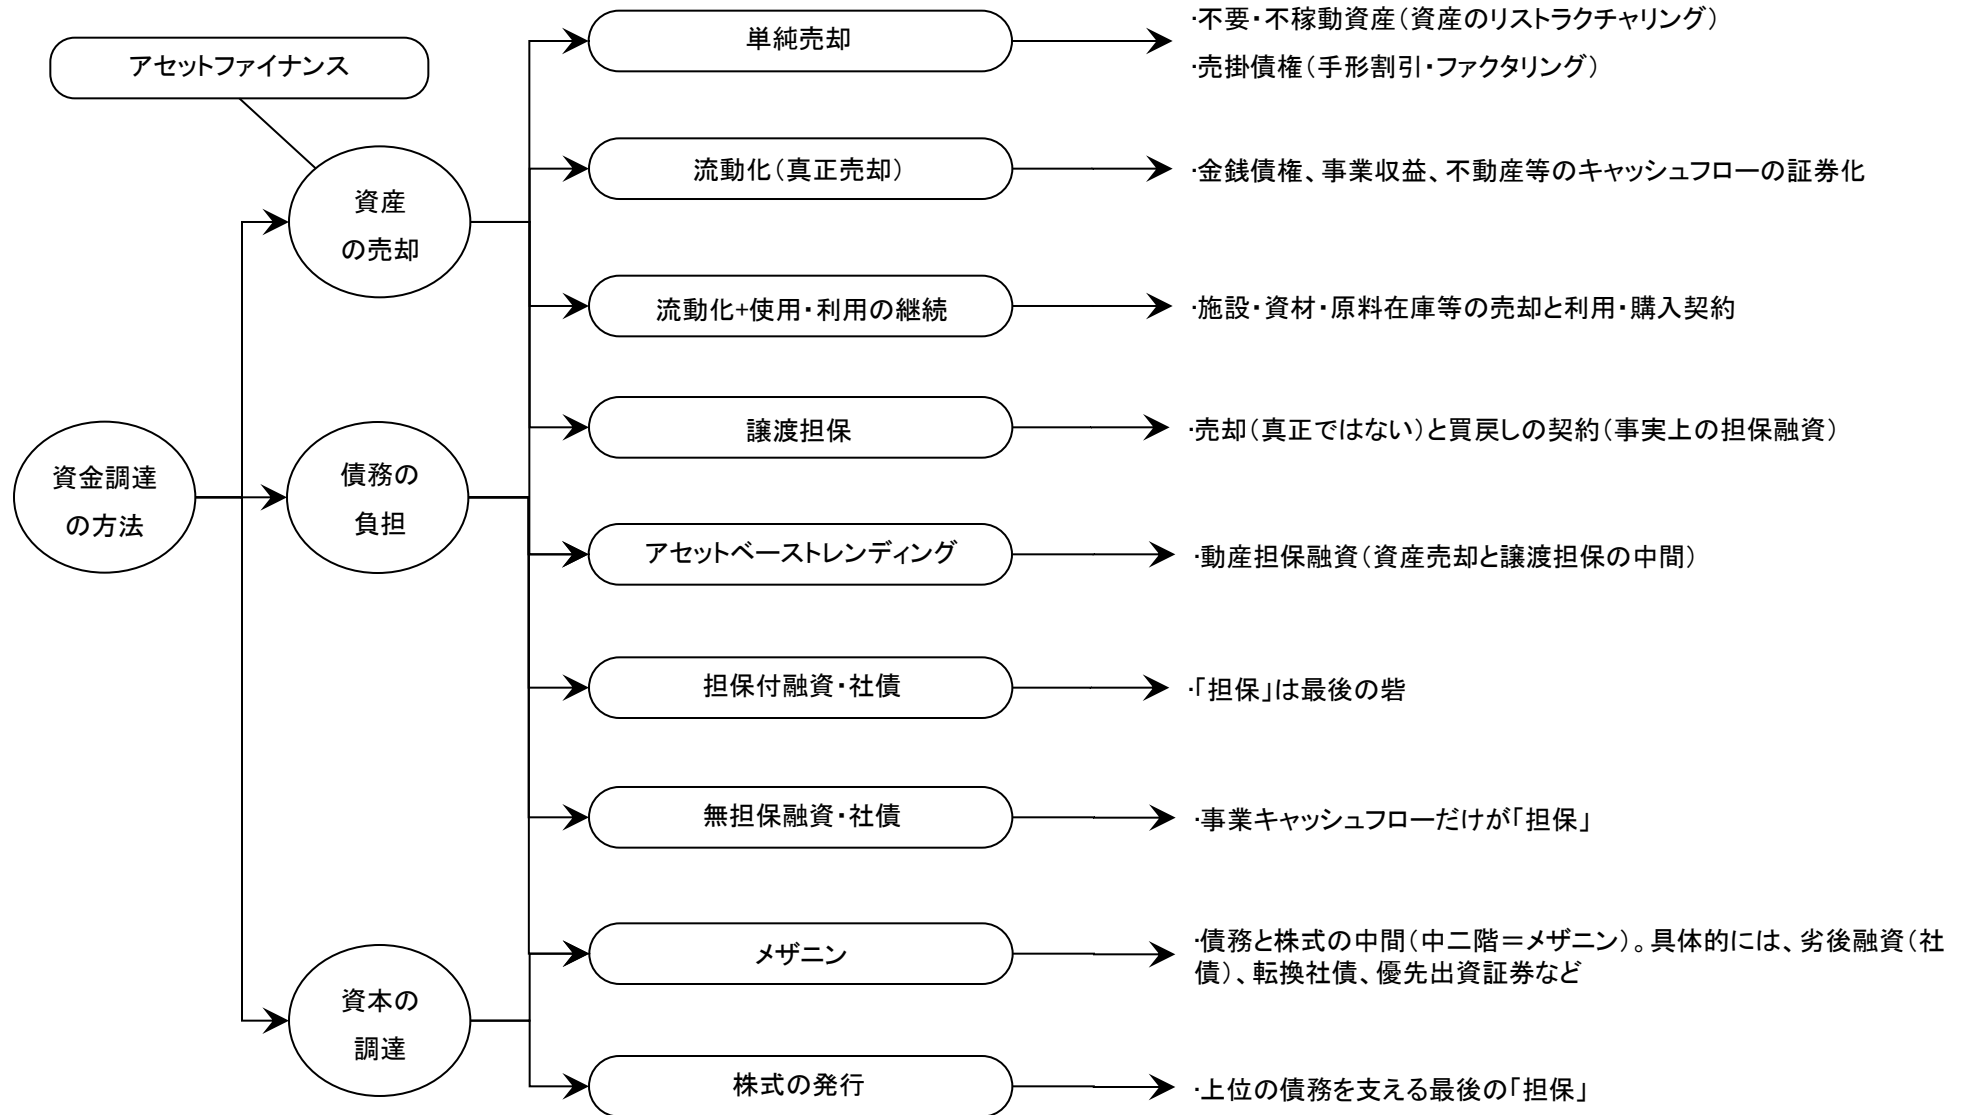 アセットファイナンス
資金調達
の方法
資産
の売却
債務の
負担
資本の
調達
単純売却
·不要・不稼動資産（資産のリストラクチャリング）
·売掛債権（手形割引・ファクタリング）
流動化（真正売却）
·金銭債権、事業収益、不動産等のキャッシュフローの証券化
流動化+使用・利用の継続
·施設・資材・原料在庫等の売却と利用・購入契約
譲渡担保
·売却（真正ではない）と買戻しの契約（事実上の担保融資）
アセットベーストレンディング
·動産担保融資（資産売却と譲渡担保の中間）
担保付融資・社債
·「担保」は最後の砦
無担保融資・社債
·事業キャッシュフローだけが「担保」
メザニン
·債務と株式の中間（中二階＝メザニン）。具体的には、劣後融資（社
債）、転換社債、優先出資証券など
株式の発行
·上位の債務を支える最後の「担保」